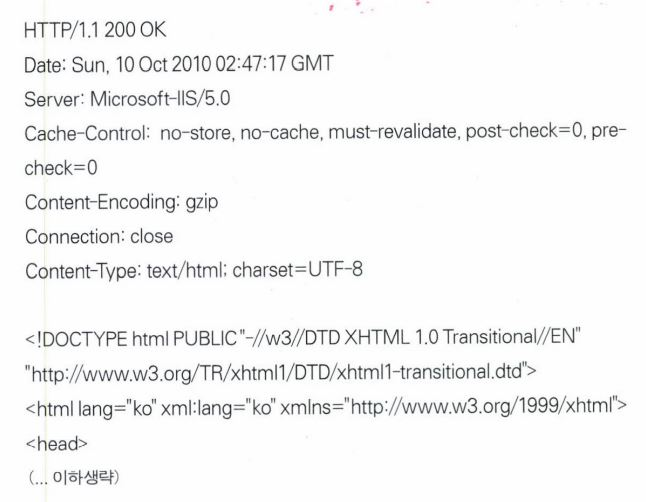 HTTP/1.1 200 OK
Date: Sun, 10 Oct 2010 02:47:17 GMT
Server: Microsoft-IIS/5.0
Cache-Control: no-store, no-cache, must-revalidate, post-check=0, pre-
check=0
Content-Encoding: gzip
Connection: close
Content-Type: text/html; charset=UTF-8
<!DOCTYPE html PUBLIC "-//w3//DTD XHTML 1.0 Transitional//EN"
"http://www.w3.org/TR/xhtml1/DTD/xhtml1-transitional.dtd">
<html lang="ko" xml:lang="ko" xmlns="http://www.w3.org/1999/xhtml">
<head>
(... 이하생략)